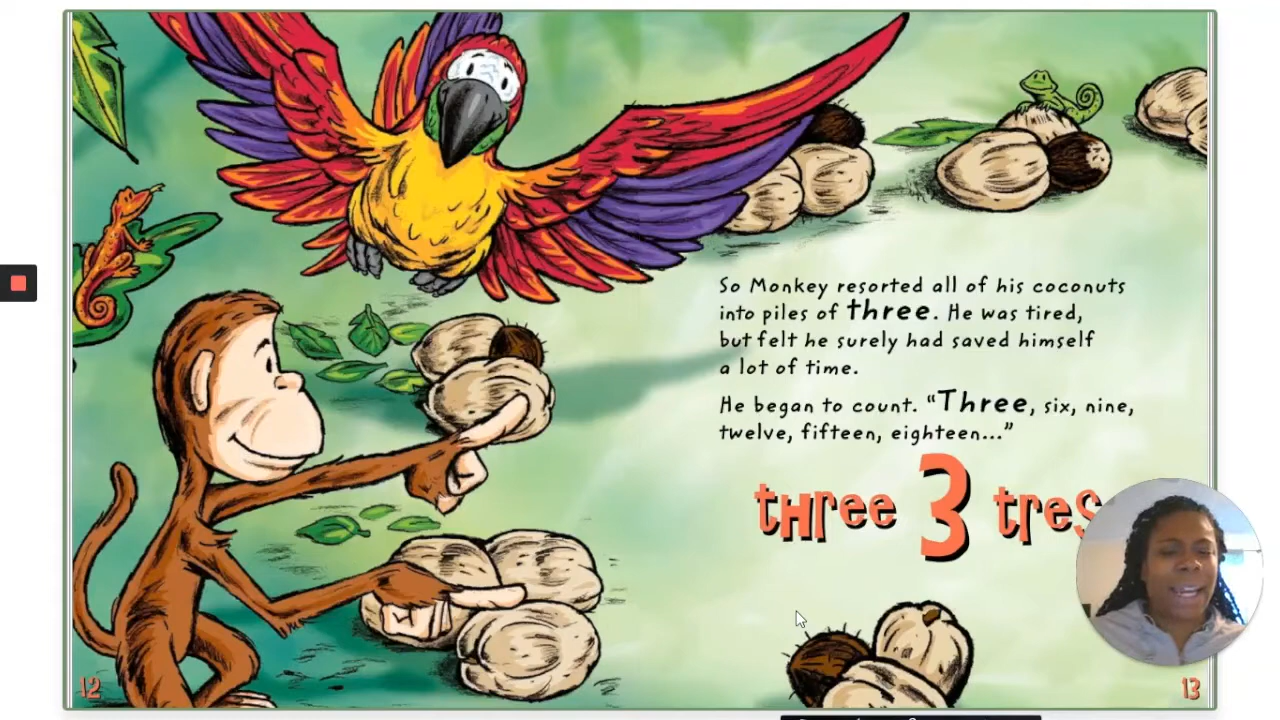 So Monkey resorted all of his coconuts
into piles of three. He was tired,
but felt he surely had saved himself
a lot of time.
He began to count. “Three, six, nine,
twelve, fifteen, eighteen...”
three 3 tres
12
13